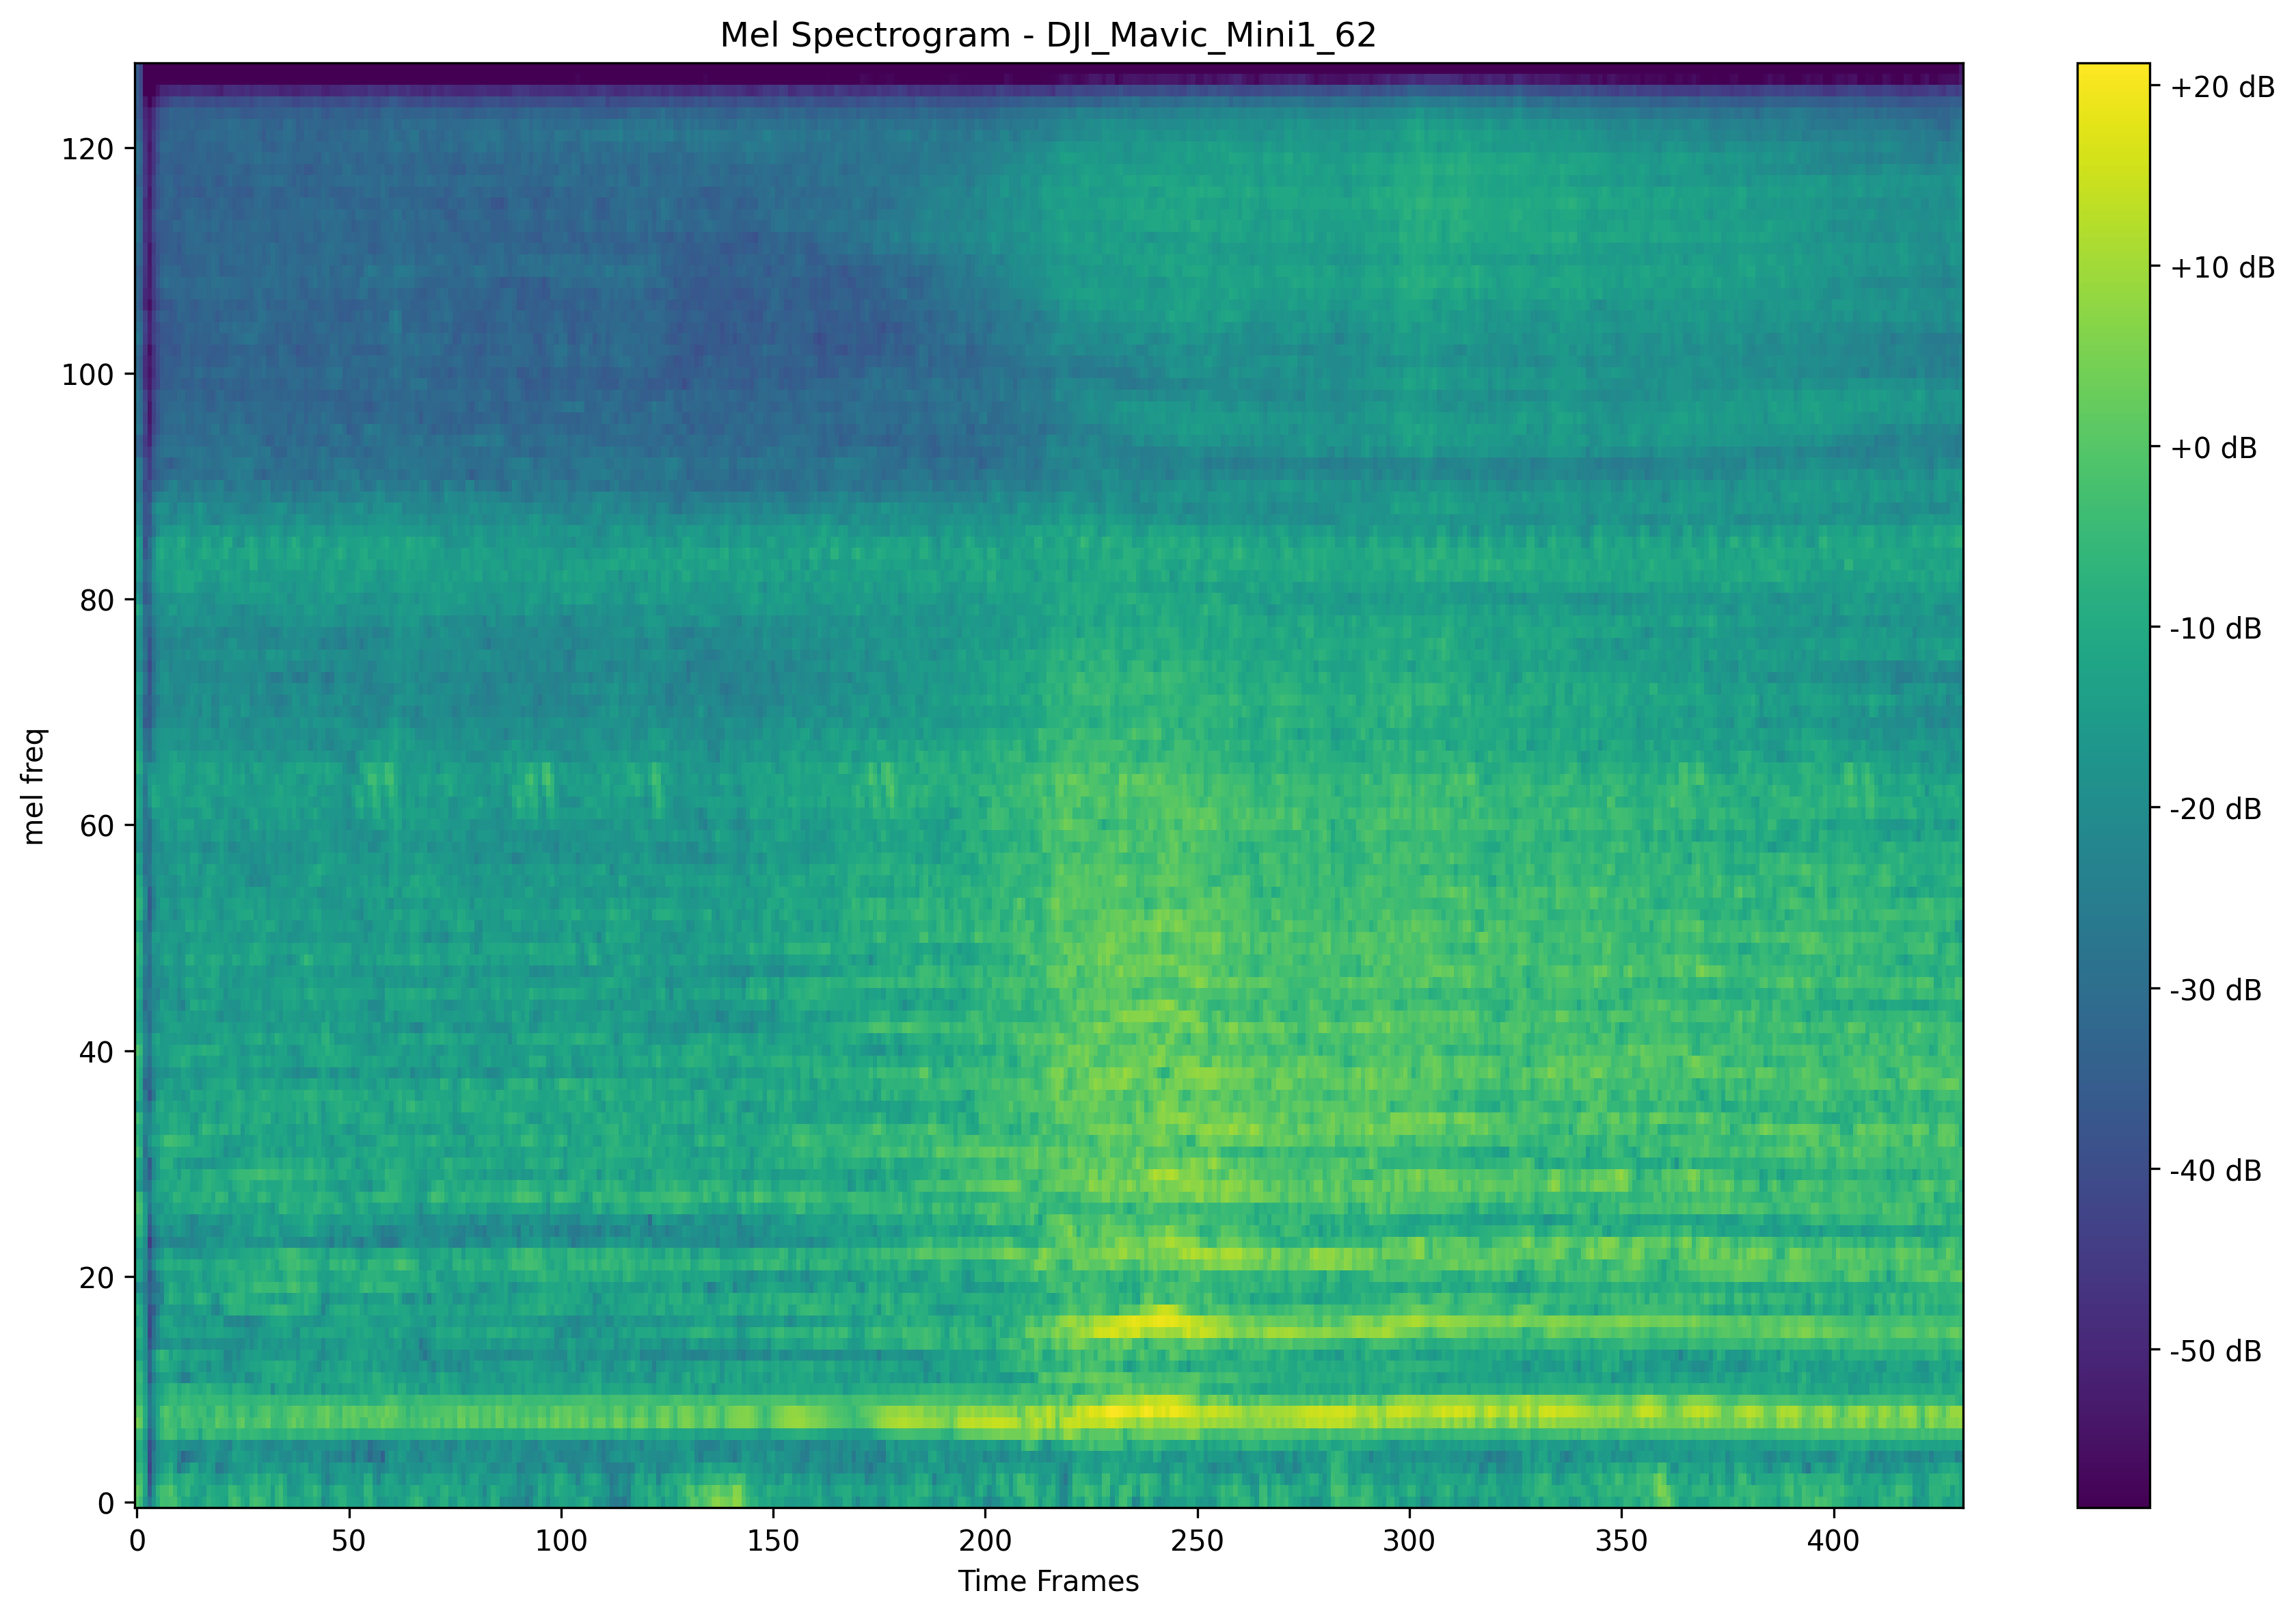 Mel Spectrogram - DJI_Mavic_Mini1_62
mel freq
120
100
80
60
40
20
0
0 50 100 150 200 250 300 350 400
Time Frames
+20 dB
+10 dB
+0 dB
-10 dB
-20 dB
-30 dB
-40 dB
-50 dB